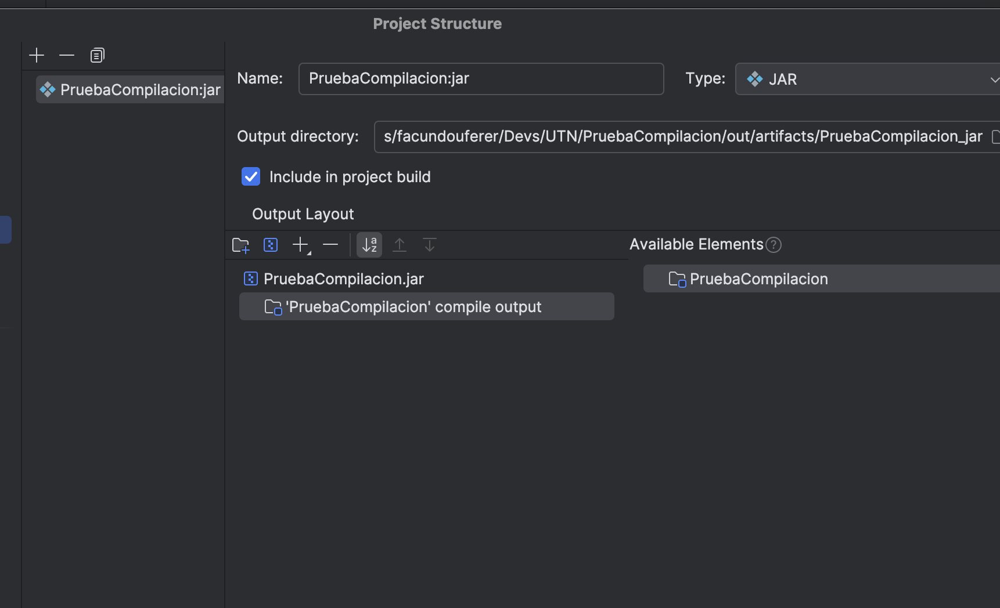 Project Structure
PruebaCompilacion:jar
Name: PruebaCompilacion:jar Type: JAR
Output directory: s/facundouferer/Devs/UTN/PruebaCompilacion/out/artifacts/PruebaCompilacion_jar
Include in project build
Output Layout
Available Elements ?
PruebaCompilacion.jar
'PruebaCompilacion' compile output
PruebaCompilacion